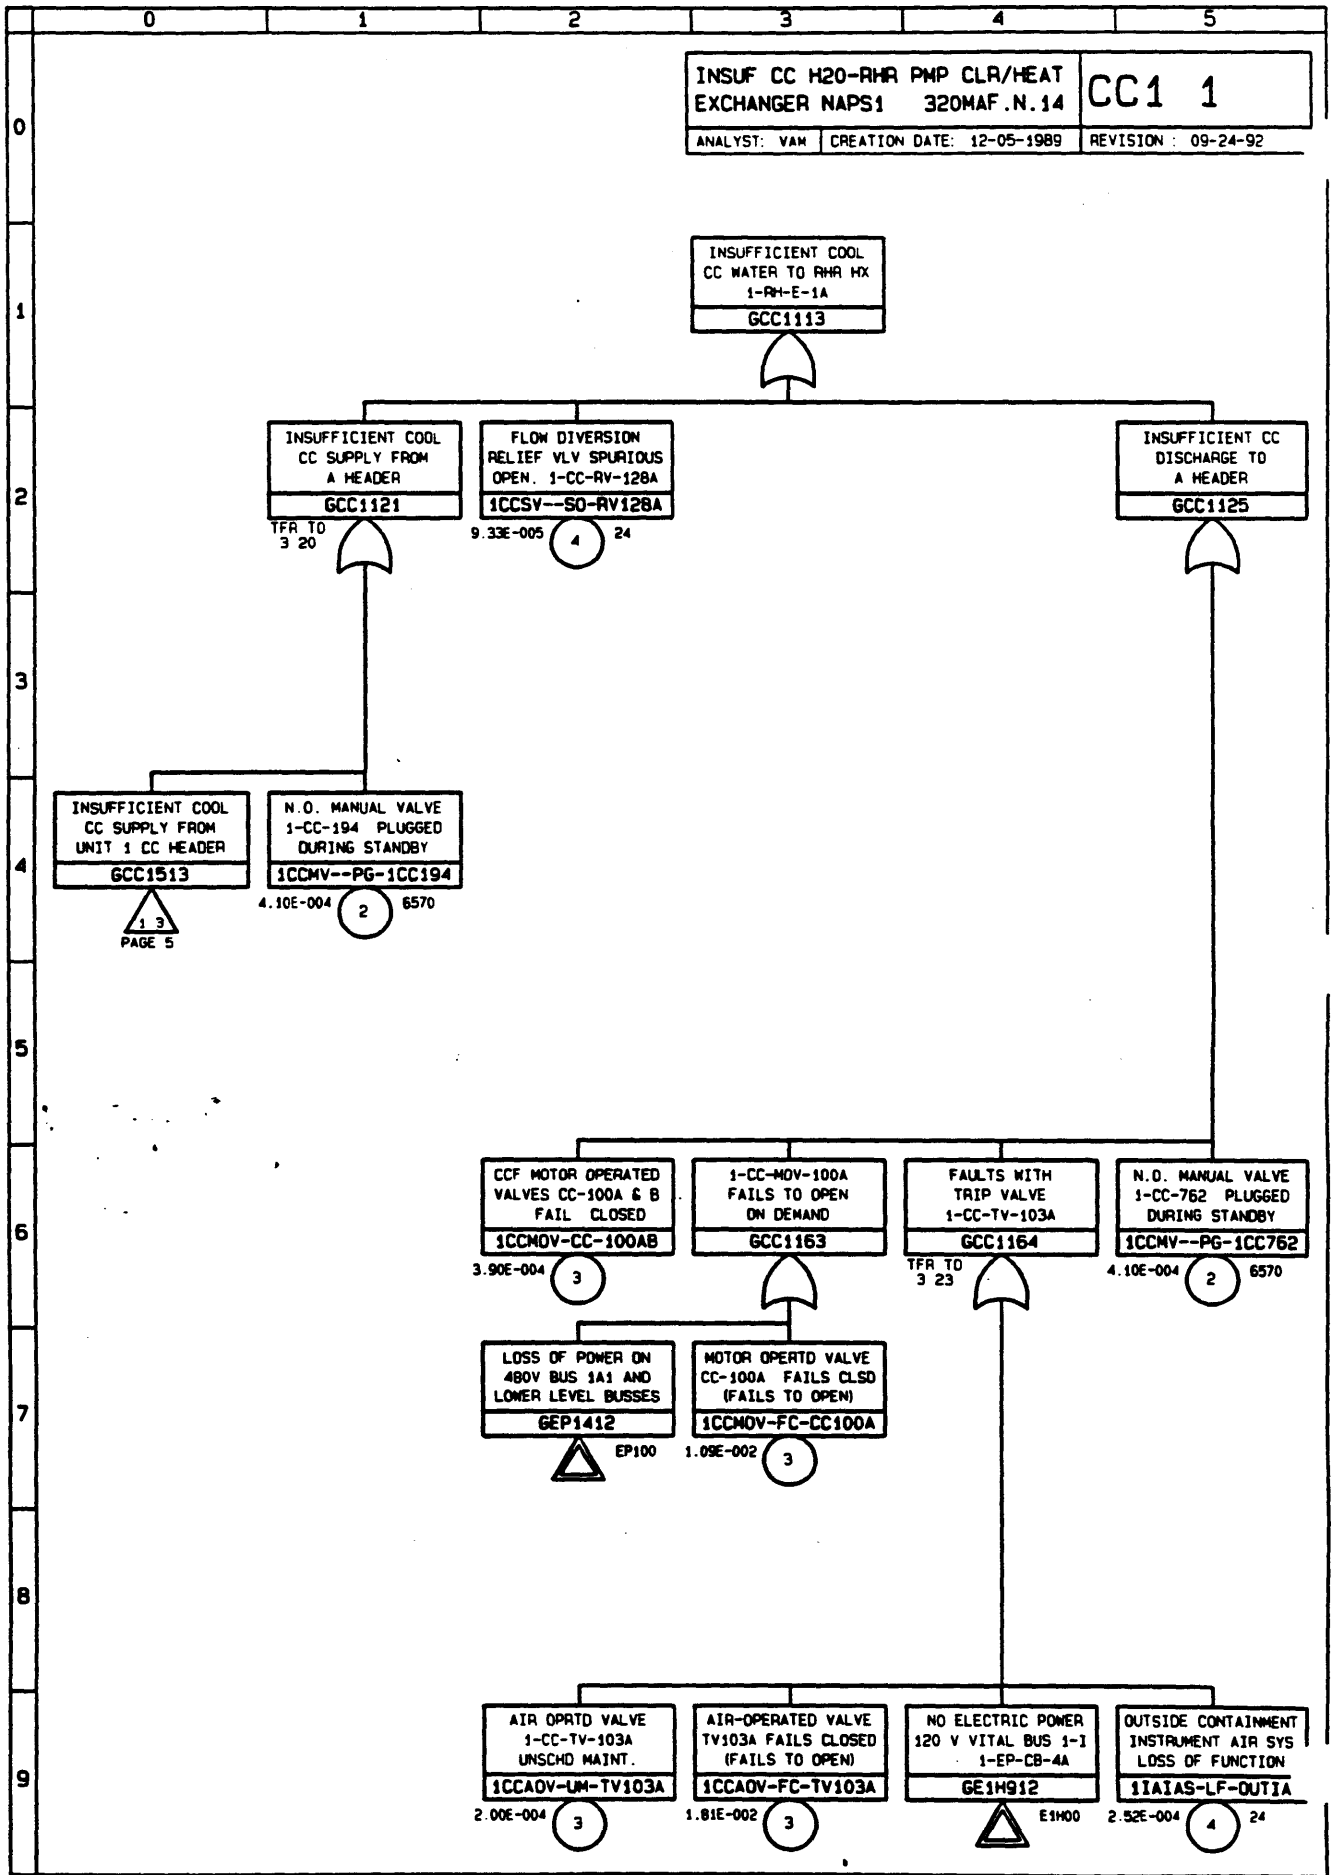 0 1 2 3 4 5
INSUF CC H20-RHR PMP CLR/HEAT
EXCHANGER NAPS1 320MAF.N.14
CC1 1
ANALYST: VAM CREATION DATE: 12-05-1989 REVISION : 09-24-92
0
INSUFFICIENT COOL
CC WATER TO RHR HX
1-RH-E-1A
GCC1113
1
INSUFFICIENT COOL
CC SUPPLY FROM
A HEADER
GCC1121
TFR TO
3 20
FLOW DIVERSION
RELIEF VLV SPURIOUS
OPEN. 1-CC-RV-128A
1CCSV--SO-RV128A
9.33E-005 4 24
INSUFFICIENT CC
DISCHARGE TO
A HEADER
GCC1125
2
3
INSUFFICIENT COOL
CC SUPPLY FROM
UNIT 1 CC HEADER
GCC1513
1 3
PAGE 5
N.O. MANUAL VALVE
1-CC-194 PLUGGED
DURING STANDBY
1CCMV--PG-1CC194
4.10E-004 2 6570
4
5
CCF MOTOR OPERATED
VALVES CC-100A & B
FAIL CLOSED
1CCMOV-CC-100AB
3.90E-004 3
1-CC-MOV-100A
FAILS TO OPEN
ON DEMAND
GCC1163
FAULTS WITH
TRIP VALVE
1-CC-TV-103A
GCC1164
TFR TO
3 23
N.O. MANUAL VALVE
1-CC-762 PLUGGED
DURING STANDBY
1CCMV--PG-1CC762
4.10E-004 2 6570
6
LOSS OF POWER ON
480V BUS 1A1 AND
LOWER LEVEL BUSSES
GEP1412
EP100
MOTOR OPERTD VALVE
CC-100A FAILS CLSD
(FAILS TO OPEN)
1CCMOV-FC-CC100A
1.09E-002 3
7
8
AIR OPRTD VALVE
1-CC-TV-103A
UNSCHD MAINT.
1CCAOV-UM-TV103A
2.00E-004 3
AIR-OPERATED VALVE
TV103A FAILS CLOSED
(FAILS TO OPEN)
1CCAOV-FC-TV103A
1.81E-002 3
NO ELECTRIC POWER
120 V VITAL BUS 1-I
1-EP-CB-4A
GE1H912
E1H00
OUTSIDE CONTAINMENT
INSTRUMENT AIR SYS
LOSS OF FUNCTION
1IAIAS-LF-OUTIA
2.52E-004 4 24
9